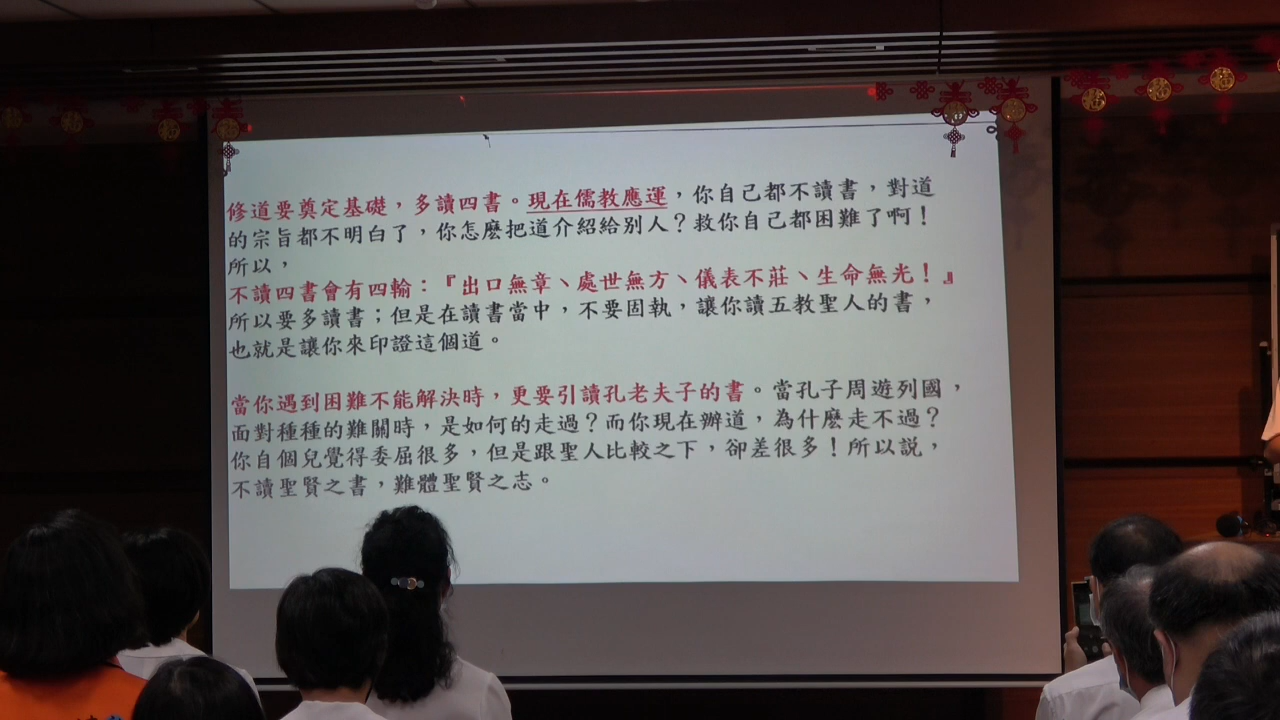 修道要奠定基礎，多讀四書。現在儒教應運，你自己都不讀書，對道
的宗旨都不明白了，你怎麼把道介紹給別人？救你自己都困難了啊！
所以，
不讀四書會有四輸：『出口無章、處世無方、儀表不莊、生命無光！』
所以要多讀書；但是在讀書當中，不要固執，讓你讀五教聖人的書，
也就是讓你來印證這個道。
當你遇到困難不能解決時，更要引讀孔老夫子的書。當孔子周遊列國，
面對種種的難關時，是如何的走過？而你現在辦道，為什麼走不過？
你自個兒覺得委屈很多，但是跟聖人比較之下，卻差很多！所以說，
不讀聖賢之書，難體聖賢之志。